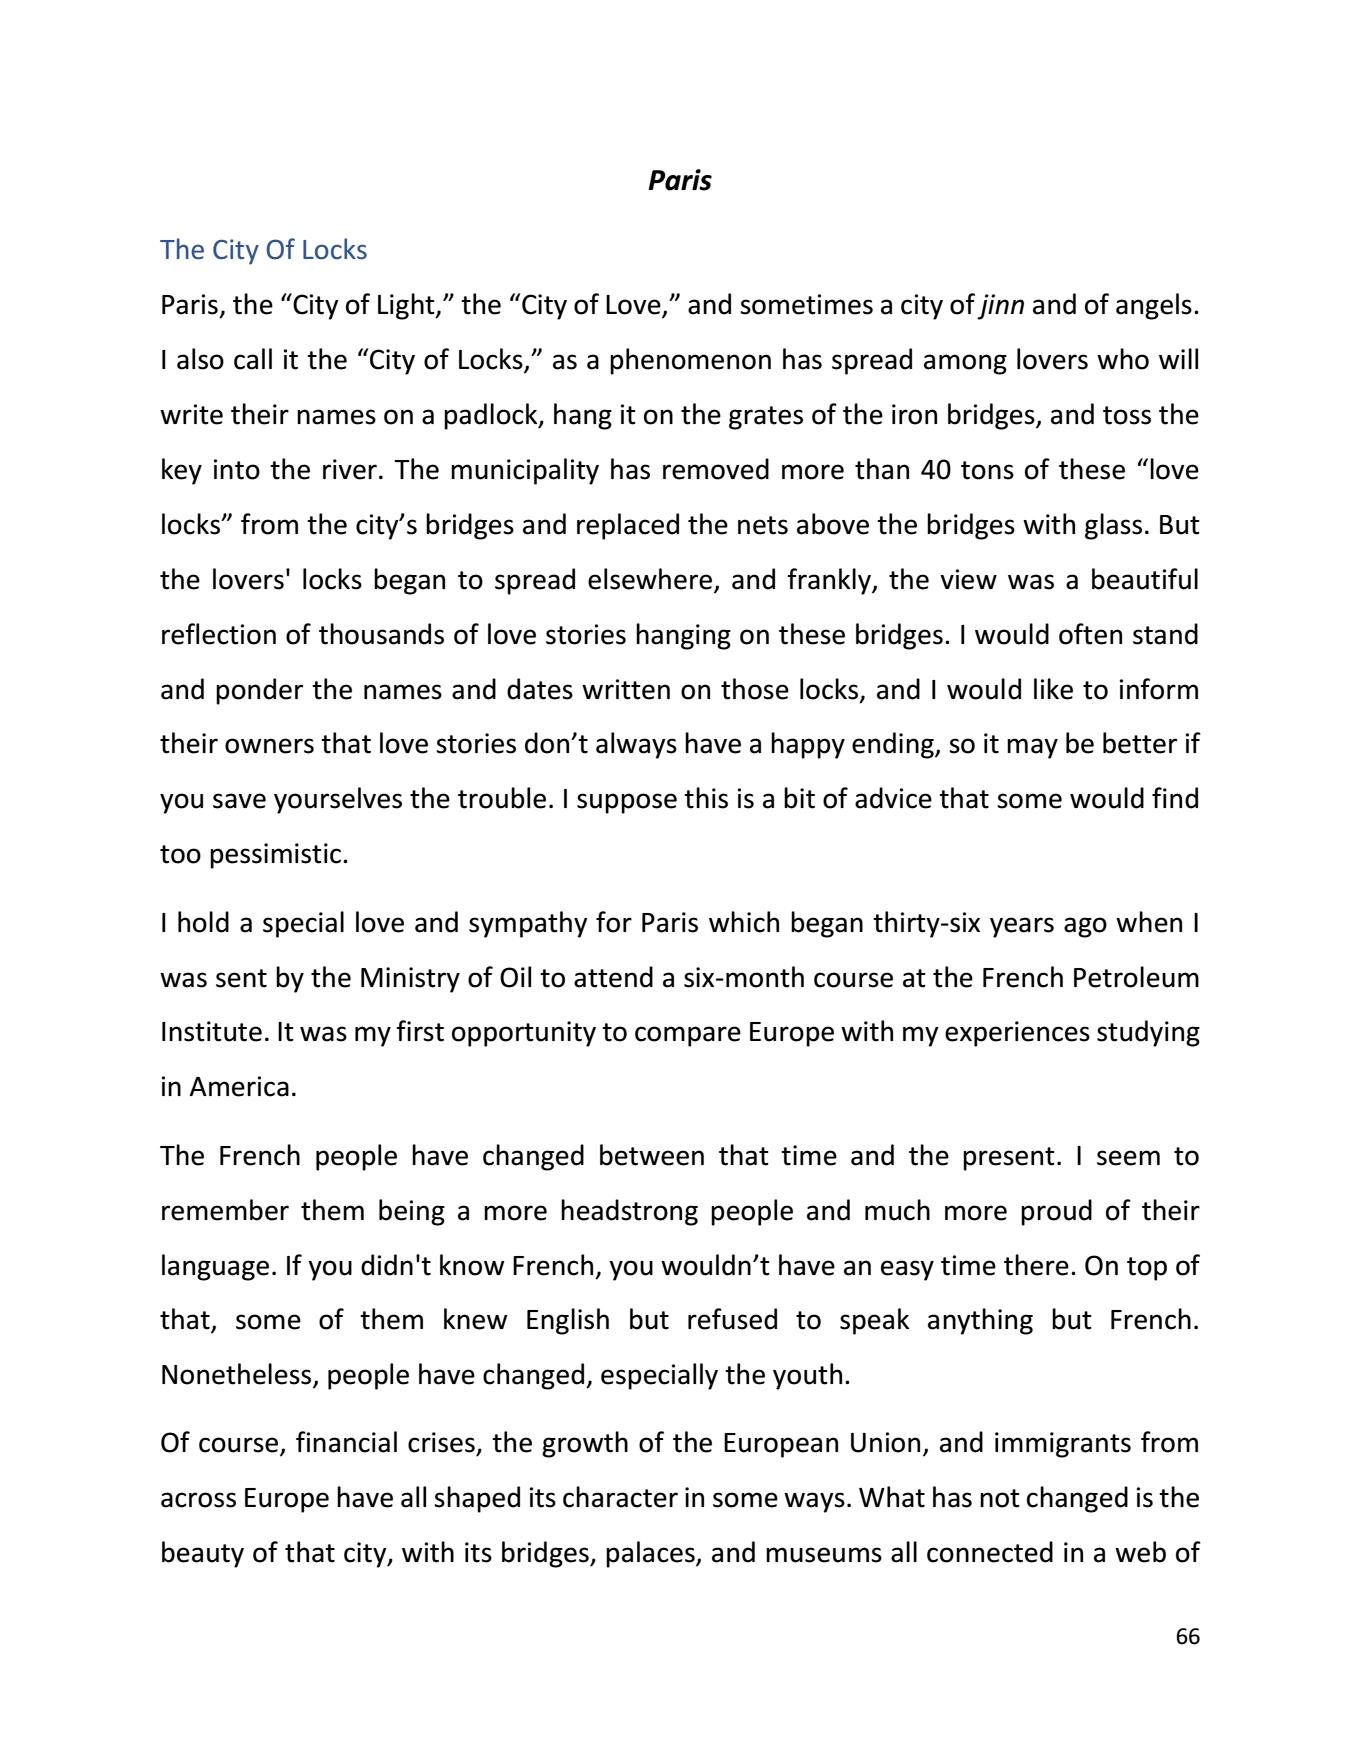 Paris
The City Of Locks
Paris, the “City of Light,” the “City of Love,” and sometimes a city of jinn and of angels.
I also call it the “City of Locks,” as a phenomenon has spread among lovers who will
write their names on a padlock, hang it on the grates of the iron bridges, and toss the
key into the river. The municipality has removed more than 40 tons of these “love
locks” from the city’s bridges and replaced the nets above the bridges with glass. But
the lovers' locks began to spread elsewhere, and frankly, the view was a beautiful
reflection of thousands of love stories hanging on these bridges. I would often stand
and ponder the names and dates written on those locks, and I would like to inform
their owners that love stories don’t always have a happy ending, so it may be better if
you save yourselves the trouble. I suppose this is a bit of advice that some would find
too pessimistic.
I hold a special love and sympathy for Paris which began thirty-six years ago when I
was sent by the Ministry of Oil to attend a six-month course at the French Petroleum
Institute. It was my first opportunity to compare Europe with my experiences studying
in America.
The French people have changed between that time and the present. I seem to
remember them being a more headstrong people and much more proud of their
language. If you didn't know French, you wouldn’t have an easy time there. On top of
that, some of them knew English but refused to speak anything but French.
Nonetheless, people have changed, especially the youth.
Of course, financial crises, the growth of the European Union, and immigrants from
across Europe have all shaped its character in some ways. What has not changed is the
beauty of that city, with its bridges, palaces, and museums all connected in a web of
66